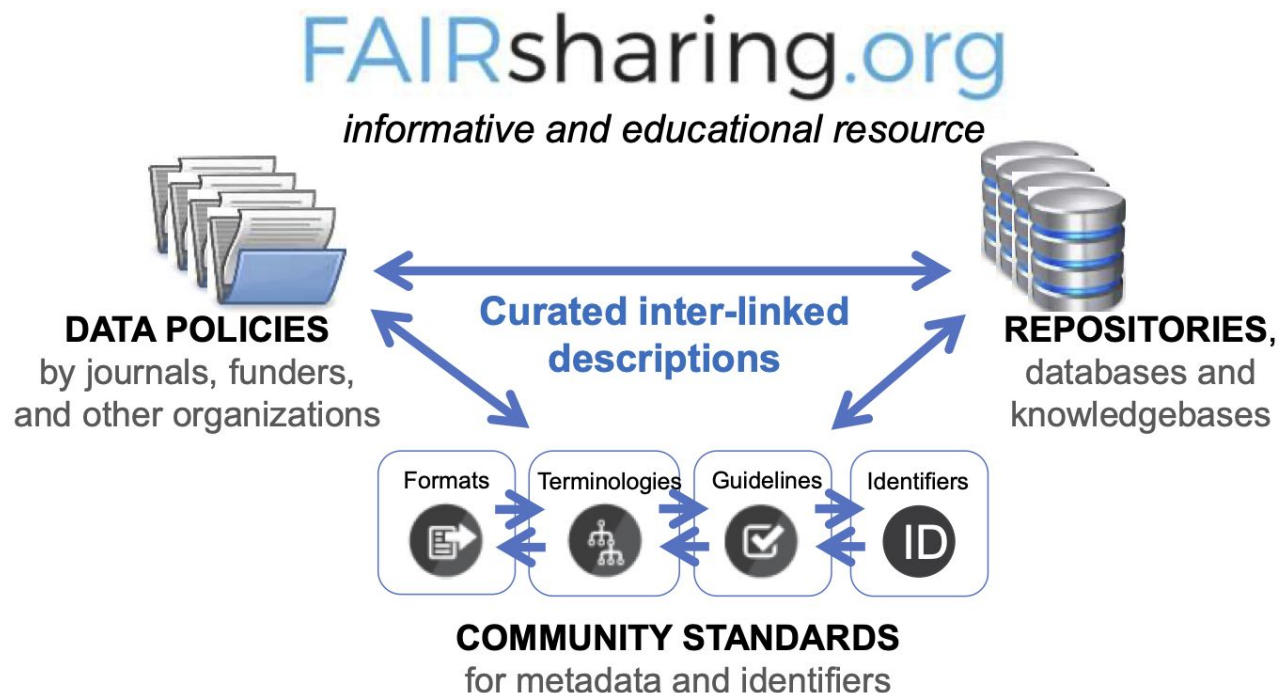 FAIRsharing.org
informative and educational resource
DATA POLICIES
by journals, funders,
and other organizations
Curated inter-linked
descriptions
REPOSITORIES,
databases and
knowledgebases
Formats
Terminologies
Guidelines
Identifiers
ID
COMMUNITY STANDARDS
for metadata and identifiers